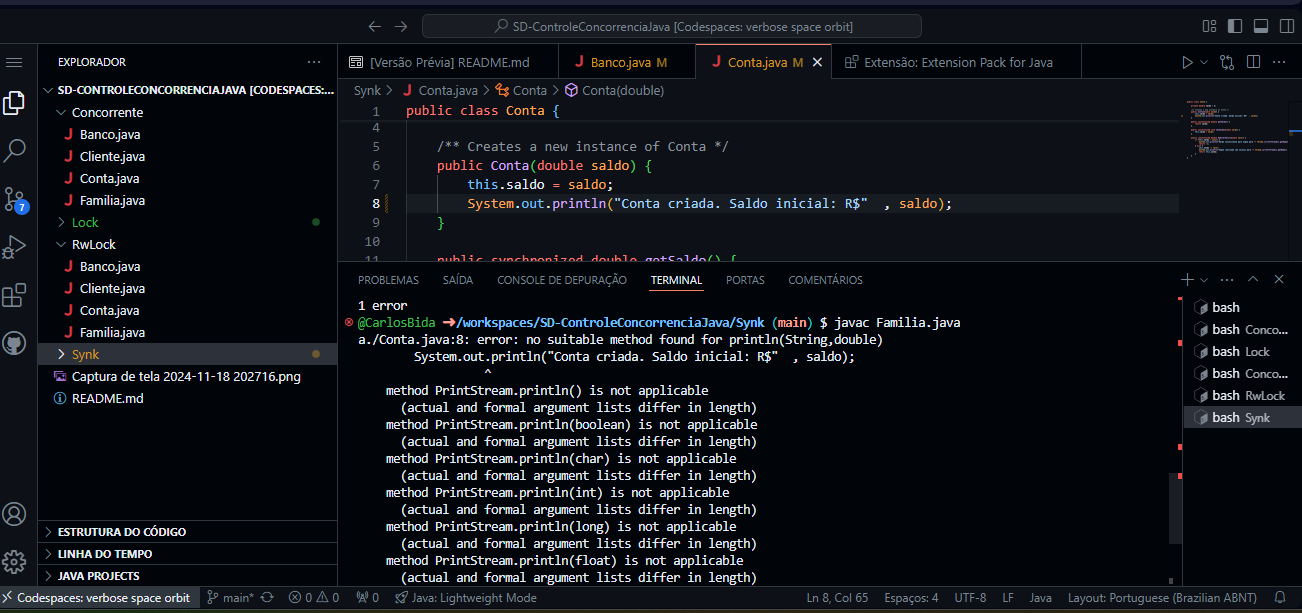 SD-ControleConcorrenciaJava [Codespaces: verbose space orbit]
EXPLORADOR
SD-CONTROLECONCORRENCIAJAVA [CODESPACES:...
Concorrente
J Banco.java
J Cliente.java
J Conta.java
J Familia.java
Lock
RwLock
J Banco.java
J Cliente.java
J Conta.java
J Familia.java
Synk
Captura de tela 2024-11-18 202716.png
README.md
ESTRUTURA DO CÓDIGO
LINHA DO TEMPO
JAVA PROJECTS
7
[Versão Prévia] README.md
J Banco.java M
J Conta.java M
Extensão: Extension Pack for Java
Synk > J Conta.java > Conta > Conta(double)
1 public class Conta {
4
5 /** Creates a new instance of Conta */
6 public Conta(double saldo) {
7 this.saldo = saldo;
8 System.out.println("Conta criada. Saldo inicial: R$"  , saldo);
9 }
10
11 public synchronized double getSaldo() {
PROBLEMAS SAÍDA CONSOLE DE DEPURAÇÃO TERMINAL PORTAS COMENTÁRIOS
1 error
@CarlosBida ➜/workspaces/SD-ControleConcorrenciaJava/Synk (main) $ javac Familia.java
a./Conta.java:8: error: no suitable method found for println(String,double)
System.out.println("Conta criada. Saldo inicial: R$"  , saldo);
^
method PrintStream.println() is not applicable
(actual and formal argument lists differ in length)
method PrintStream.println(boolean) is not applicable
(actual and formal argument lists differ in length)
method PrintStream.println(char) is not applicable
(actual and formal argument lists differ in length)
method PrintStream.println(int) is not applicable
(actual and formal argument lists differ in length)
method PrintStream.println(long) is not applicable
(actual and formal argument lists differ in length)
method PrintStream.println(float) is not applicable
(actual and formal argument lists differ in length)
bash
bash Conco...
bash Lock
bash Conco...
bash RwLock
bash Synk
Codespaces: verbose space orbit main* 0 0 0 Java: Lightweight Mode Ln 8, Col 65 Espaços: 4 UTF-8 LF Java Layout: Portuguese (Brazilian ABNT)